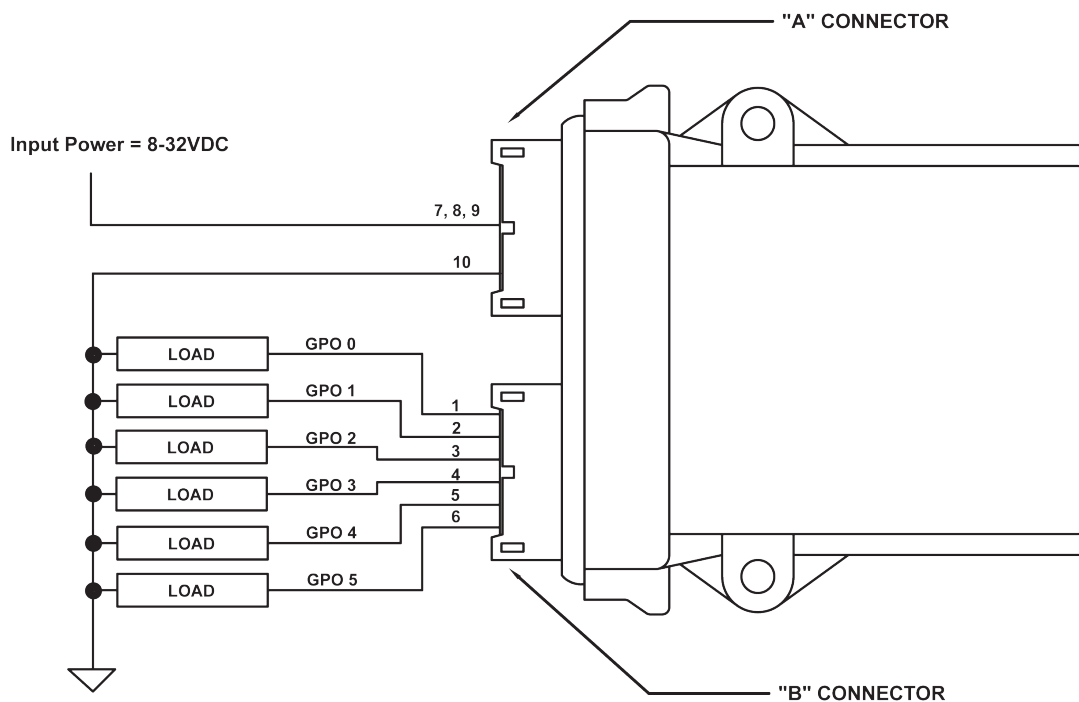 "A" CONNECTOR
Input Power = 8-32VDC
7, 8, 9
10
LOAD GPO 0
1
LOAD GPO 1
2
LOAD GPO 2
3
LOAD GPO 3
4
5
LOAD GPO 4
6
LOAD GPO 5
"B" CONNECTOR